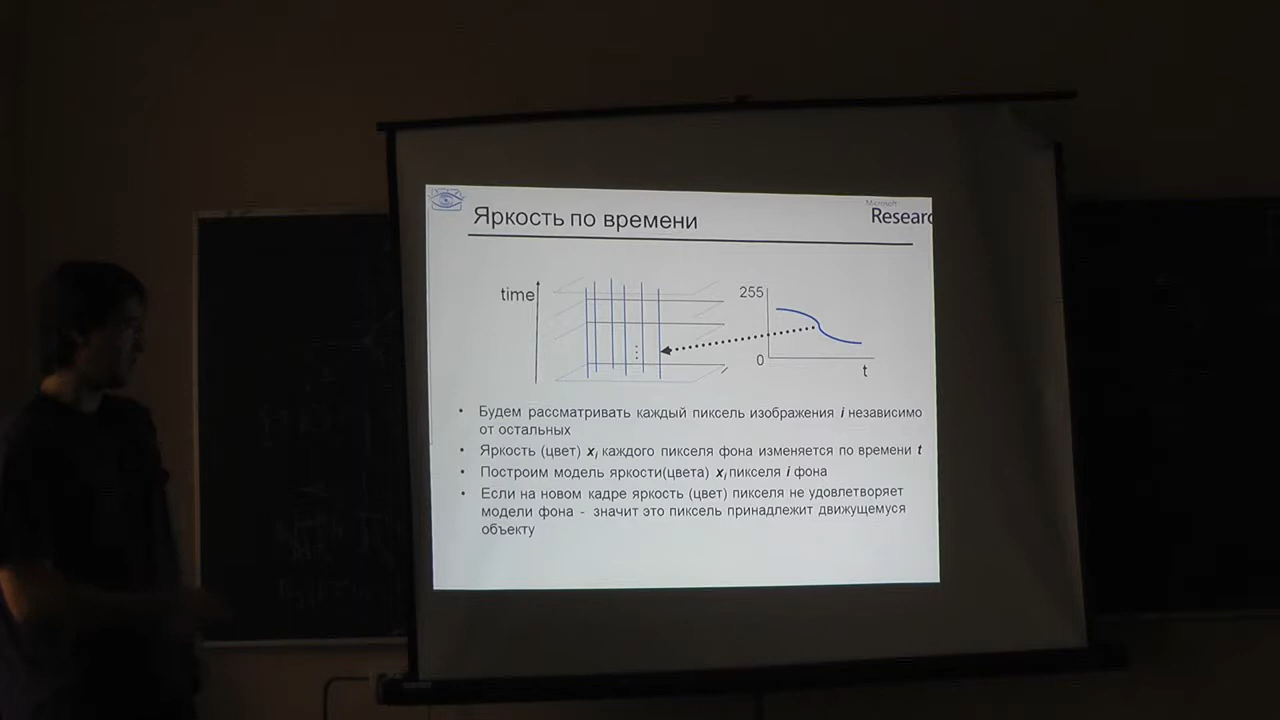 Яркость по времени
Microsoft
Researc
time
255
0
t
• Будем рассматривать каждый пиксель изображения i независимо
от остальных
• Яркость (цвет) xi каждого пикселя фона изменяется по времени t
• Построим модель яркости(цвета) xi пикселя i фона
• Если на новом кадре яркость (цвет) пикселя не удовлетворяет
модели фона - значит это пиксель принадлежит движущемуся
объекту